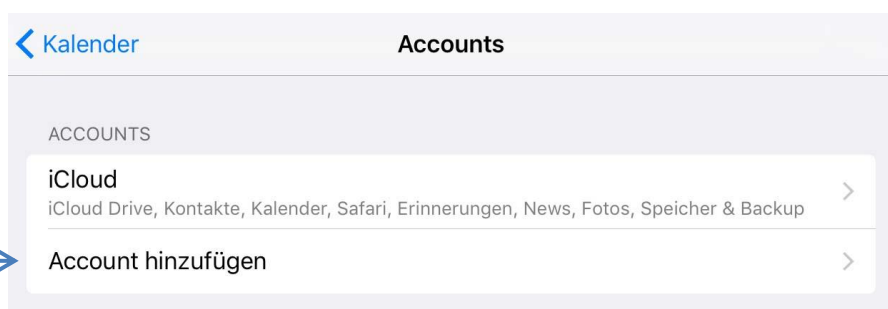 Kalender
Accounts
ACCOUNTS
iCloud
iCloud Drive, Kontakte, Kalender, Safari, Erinnerungen, News, Fotos, Speicher & Backup
Account hinzufügen